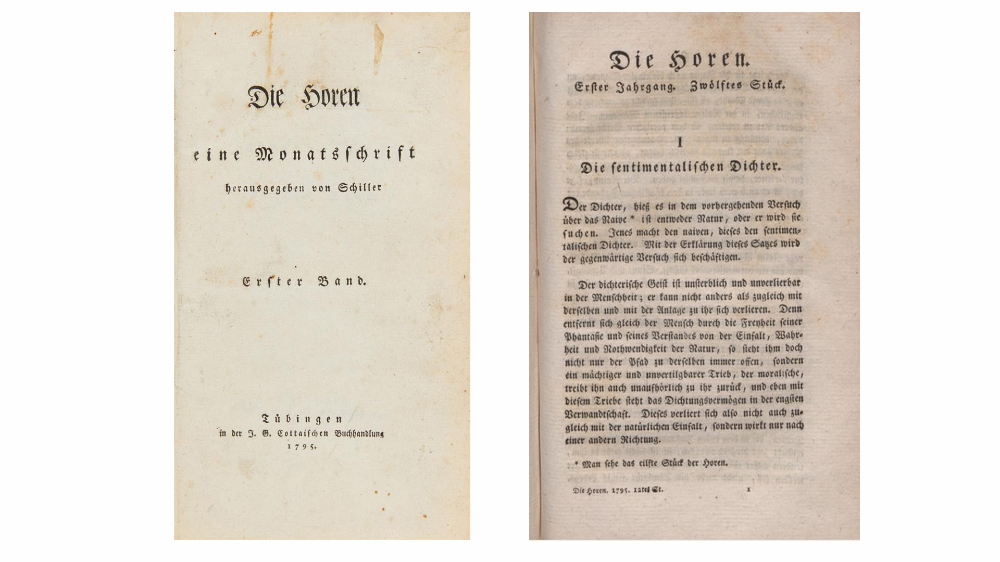 Die Horen
eine Monatsſchrift
herausgegeben von Schiller
Erſter Band.
Tübingen
in der J. G. Cottaiſchen Buchhandlung
1795.
Die Horen.
Erſter Jahrgang. Zwölftes Stück.
I
Die ſentimentaliſchen Dichter.
Der Dichter, hieß es in dem vorhergehenden Verſuch
über das Naive * iſt entweder Natur, oder er wird ſie
ſuchen. Jenes macht den naiven, dieſes den ſentimen-
taliſchen Dichter. Mit der Erklärung dieſes Satzes wird
der gegenwärtige Verſuch ſich beſchäftigen.
Der dichteriſche Geiſt iſt unſterblich und unverlierbar
in der Menſchheit; er kann nicht anders als zugleich mit
derſelben und mit der Anlage zu ihr ſich verlieren. Denn
entfernt ſich gleich der Menſch durch die Freyheit ſeiner
Phantaſie und ſeines Verſtandes von der Einfalt, Wahr-
heit und Nothwendigkeit der Natur, ſo ſteht ihm doch
nicht nur der Pfad zu derſelben immer offen, ſondern
ein mächtiger und unvertilgbarer Trieb, der moraliſche,
treibt ihn auch unaufhörlich zu ihr zurück, und eben mit
dieſem Triebe ſteht das Dichtungsvermögen in der engſten
Verwandtſchaft. Dieſes verliert ſich alſo nicht auch zu-
gleich mit der natürlichen Einfalt, ſondern wirkt nur nach
einer andern Richtung.
* Man ſehe das eilfte Stück der Horen.
Die Horen. 1795. 12tes St. 1